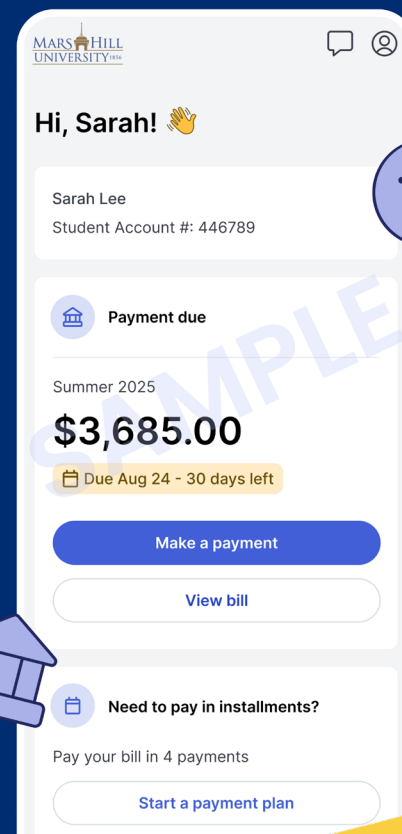 MARS HILL
UNIVERSITY 1856
Hi, Sarah! 👋
Sarah Lee
Student Account #: 446789
Payment due
SAMPLE
Summer 2025
$3,685.00
Due Aug 24 - 30 days left
Make a payment
View bill
Need to pay in installments?
Pay your bill in 4 payments
Start a payment plan